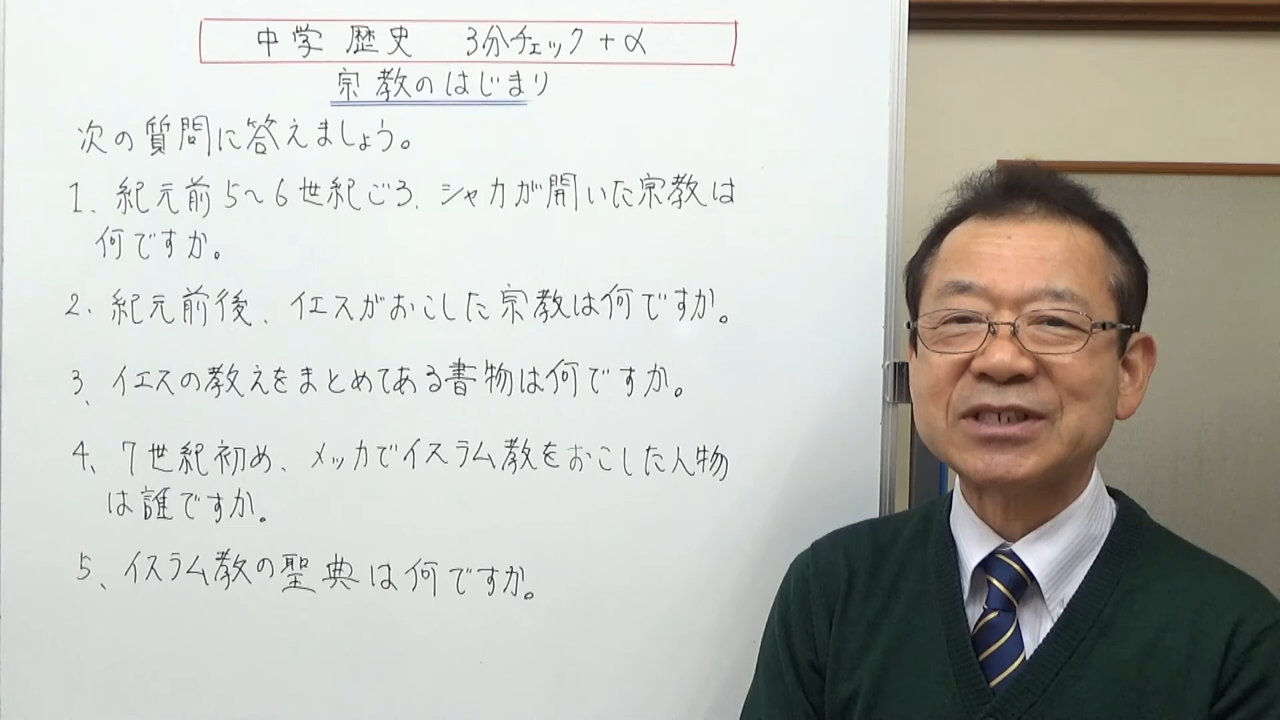 中学 歴史 3分チェック+α
宗教のはじまり
次の質問に答えましょう。
1、紀元前5～6世紀ごろ、シャカが開いた宗教は
何ですか。
2、紀元前後、イエスがおこした宗教は何ですか。
3、イエスの教えをまとめてある書物は何ですか。
4、7世紀初め、メッカでイスラム教をおこした人物
は誰ですか。
5、イスラム教の聖典は何ですか。